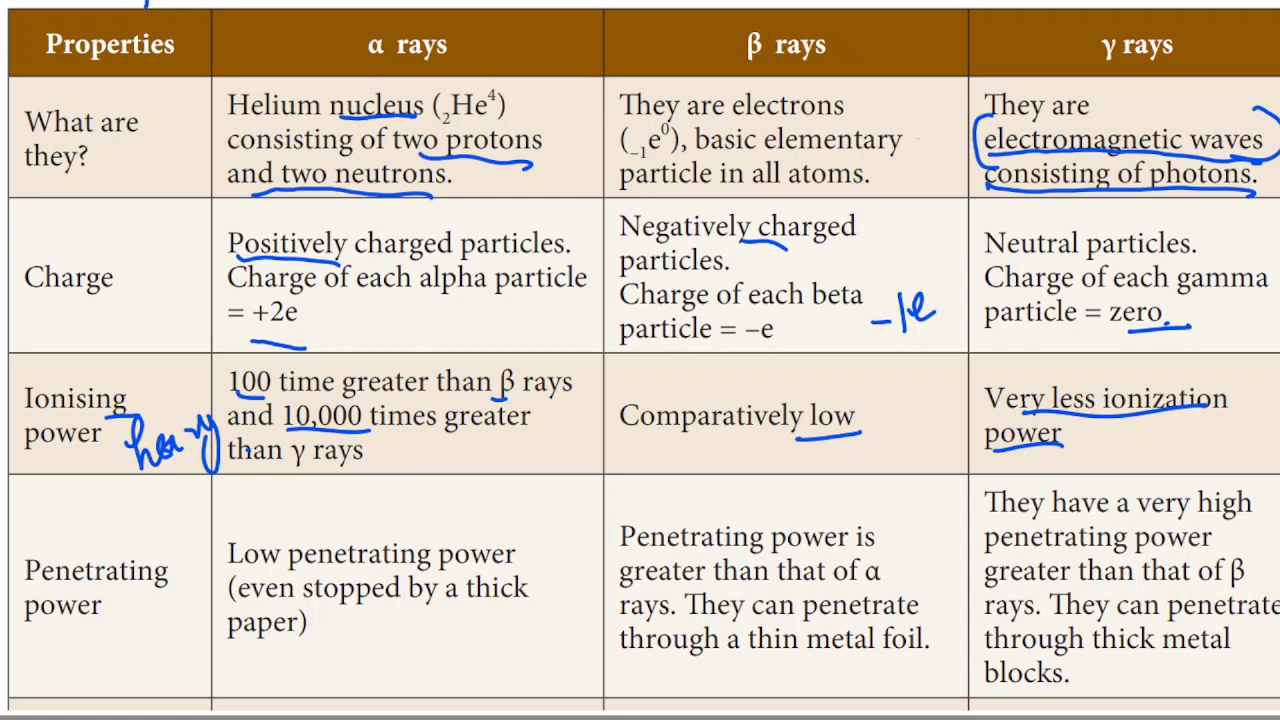 Properties
α rays
β rays
γ rays
What are
they?
Helium nucleus (₂He⁴)
consisting of two protons
and two neutrons.
They are electrons
(₋₁e⁰), basic elementary
particle in all atoms.
They are
electromagnetic waves
consisting of photons.
Charge
Positively charged particles.
Charge of each alpha particle
= +2e
Negatively charged
particles.
Charge of each beta
particle = –e
–1e
Neutral particles.
Charge of each gamma
particle = zero.
Ionising
power
heavy
100 time greater than β rays
and 10,000 times greater
than γ rays
Comparatively low
Very less ionization
power
Penetrating
power
Low penetrating power
(even stopped by a thick
paper)
Penetrating power is
greater than that of α
rays. They can penetrate
through a thin metal foil.
They have a very high
penetrating power
greater than that of β
rays. They can penetrate
through thick metal
blocks.